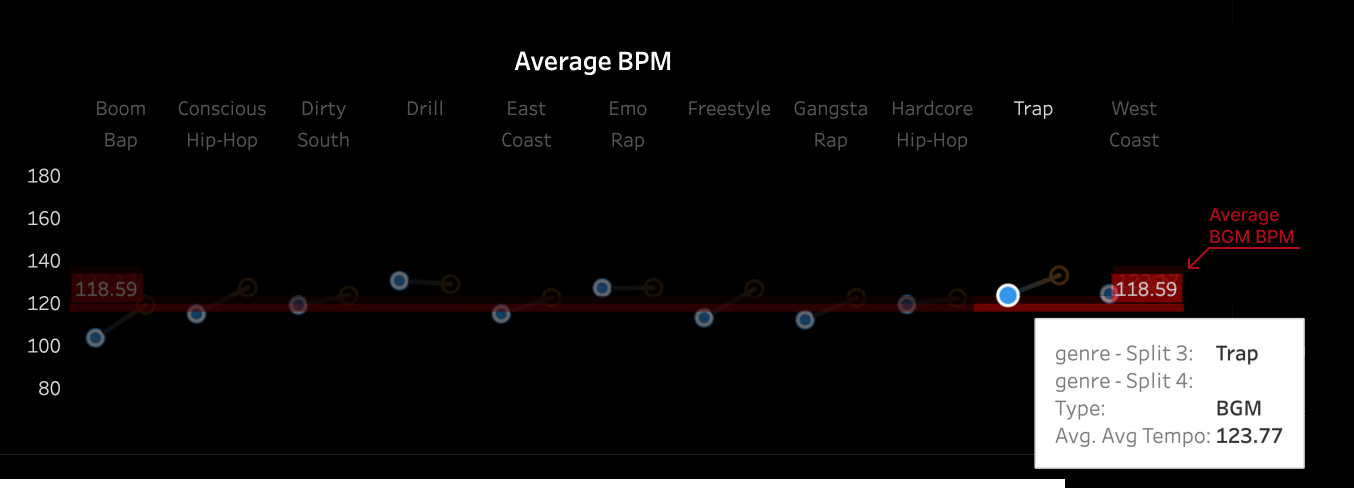 Average BPM
Boom Conscious Dirty Drill East Emo Freestyle Gangsta Hardcore Trap West
Bap Hip-Hop South Coast Rap Rap Hip-Hop Coast
180
160
Average
BGM BPM
140
118.59 118.59
120
100
80
genre - Split 3: Trap
genre - Split 4:
Type: BGM
Avg. Avg Tempo: 123.77